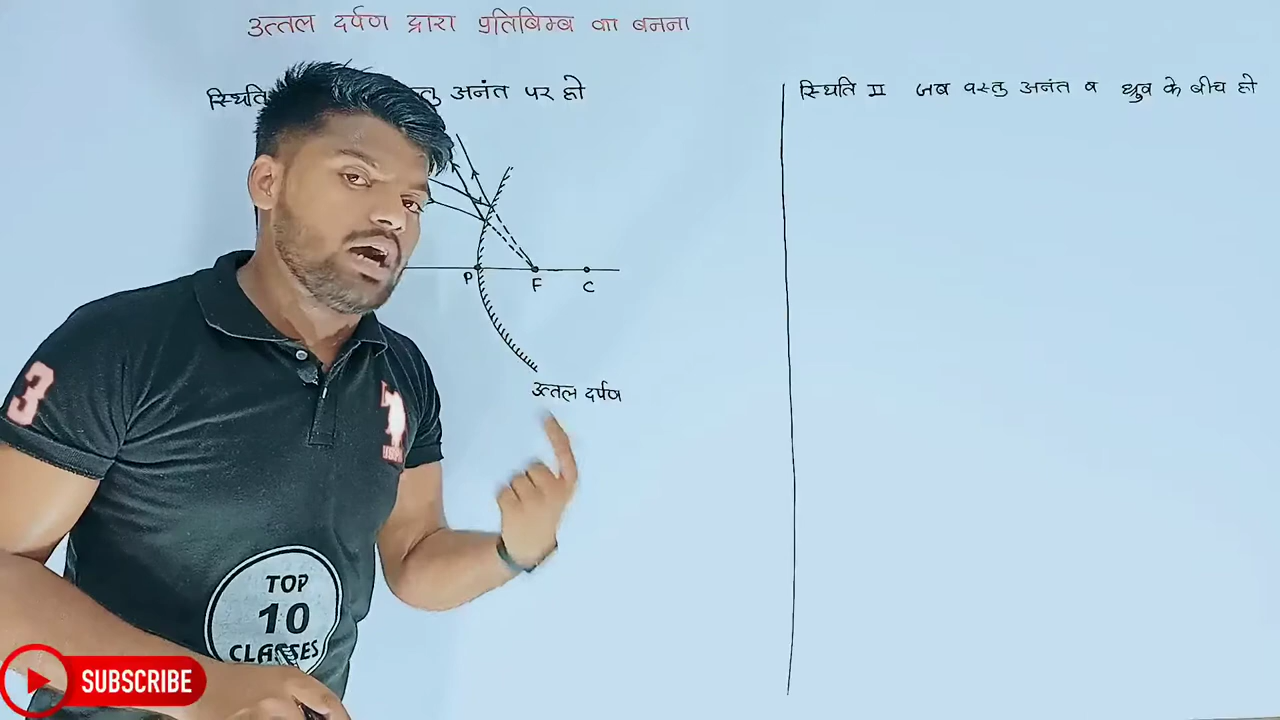 उत्तल दर्पण द्वारा प्रतिबिम्ब का बनना
स्थिति अनंत पर हो
P F C
उत्तल दर्पण
स्थिति II जब वस्तु अनंत व ध्रुव के बीच हो
3
TOP
10
CLASSES
SUBSCRIBE